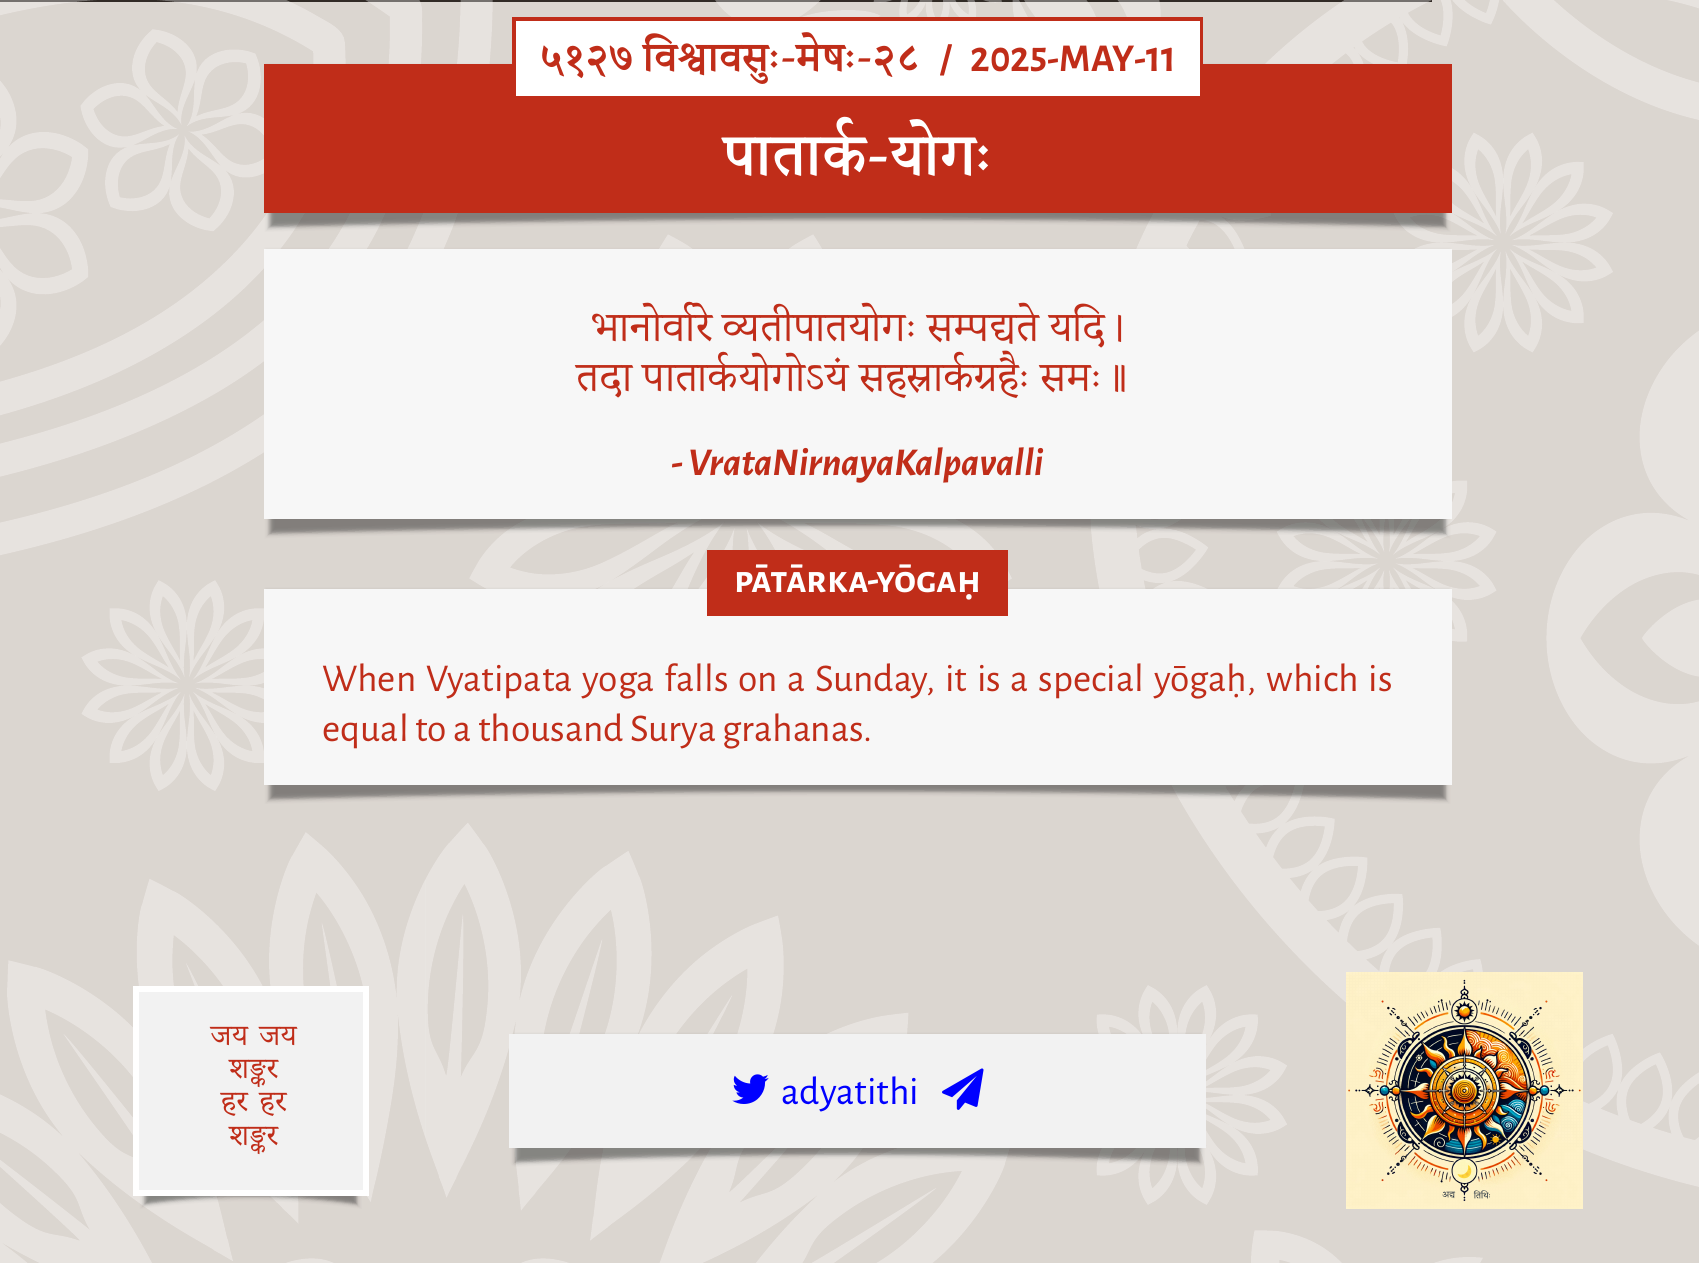 ५१२७ विश्वावसुः-मेषः-२८ / 2025-MAY-11
पातार्क-योगः
भानोर्वारे व्यतीपातयोगः सम्पद्यते यदि।
तदा पातार्कयोगोऽयं सहस्रार्कग्रहैः समः॥
- VrataNirnayaKalpavalli
PĀTĀRKA-YŌGAḤ
When Vyatipata yoga falls on a Sunday, it is a special yōgaḥ, which is
equal to a thousand Surya grahanas.
जय जय
शङ्कर
हर हर
शङ्कर
adyatithi
अद्य तिथिः